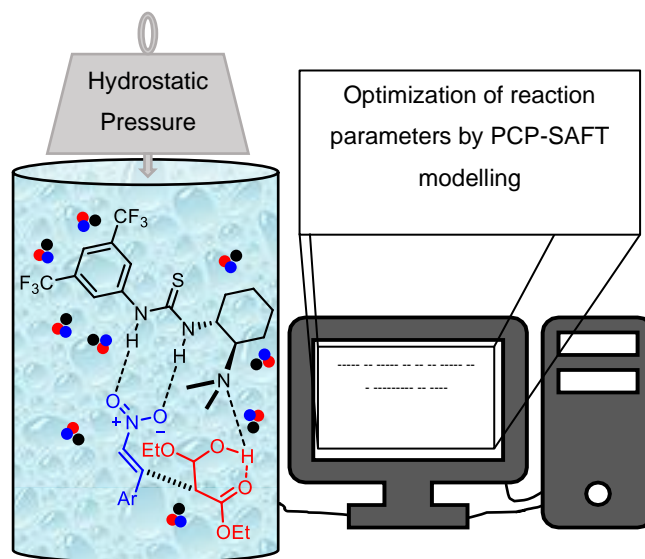 Hydrostatic
Pressure
Optimization of reaction
parameters by PCP-SAFT
modelling
CF3
F3C
S
N
N
H
H
N
O
N
+
O
−
O
EtO
H
O
Ar
OEt
----- -- ----- -- -- -- ----- --
- --------- -- ----